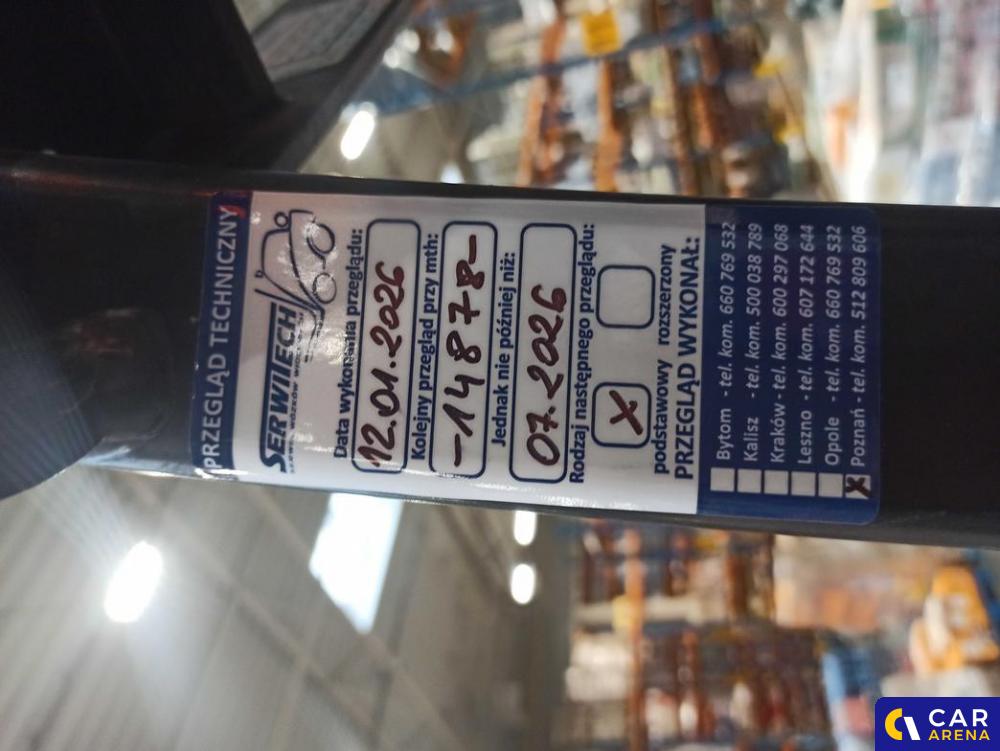 PRZEGLĄD TECHNICZNY
SERWITECH
Data wykonania przeglądu:
12.01.2026
Kolejny przegląd przy mth:
-14878-
Jednak nie później niż:
07.2026
Rodzaj następnego przeglądu:
X
podstawowy rozszerzony
PRZEGLĄD WYKONAŁ:
Bytom - tel. kom. 660 769 532
Kalisz - tel. kom. 500 038 789
Kraków - tel. kom. 600 297 068
Leszno - tel. kom. 607 172 644
Opole - tel. kom. 660 769 532
X Poznań - tel. kom. 512 809 606
CAR
ARENA